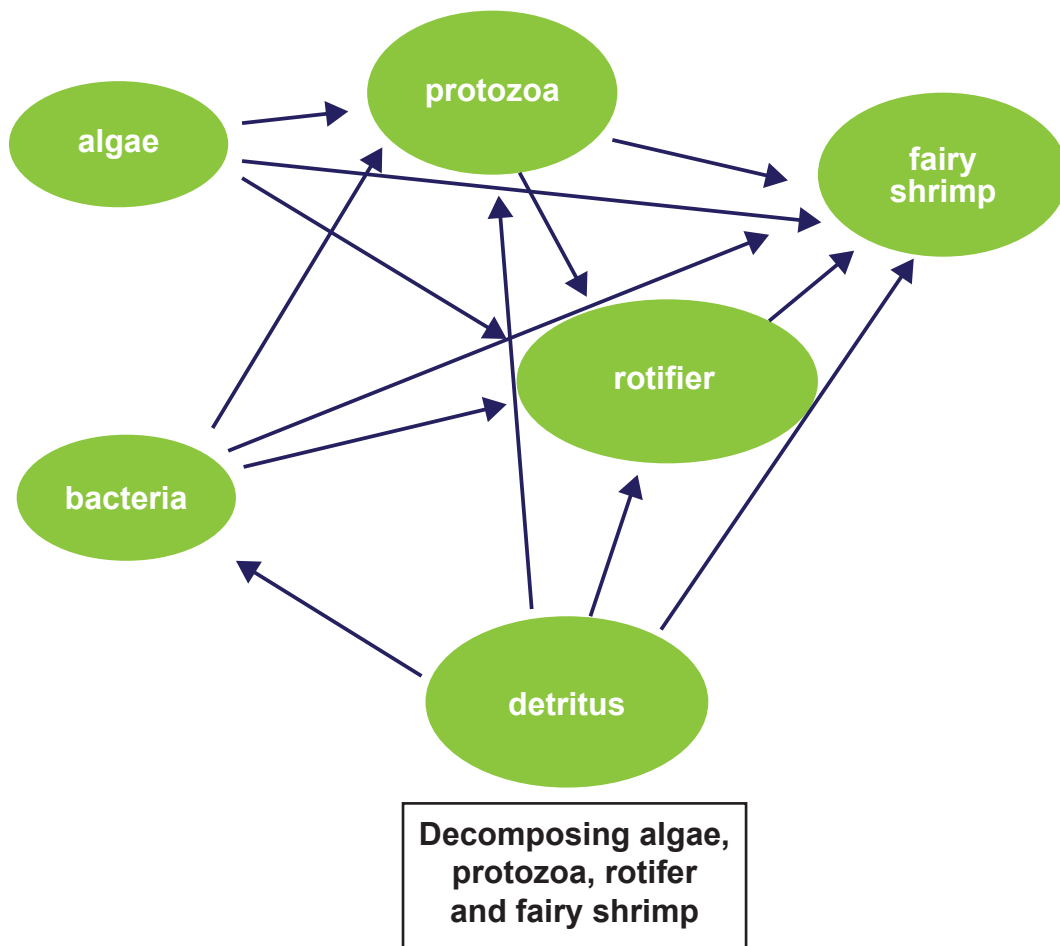 protozoa
algae
fairy
shrimp
rotifier
bacteria
detritus
Decomposing algae,
protozoa, rotifer
and fairy shrimp